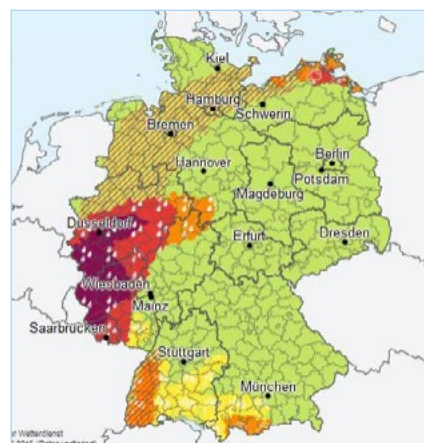 Kiel
Hamburg
Schwerin
Bremen
Hannover
Berlin
Potsdam
Magdeburg
Düsseldorf
Erfurt
Dresden
Wiesbaden
Mainz
Saarbrücken
Stuttgart
München
Wetterdienst